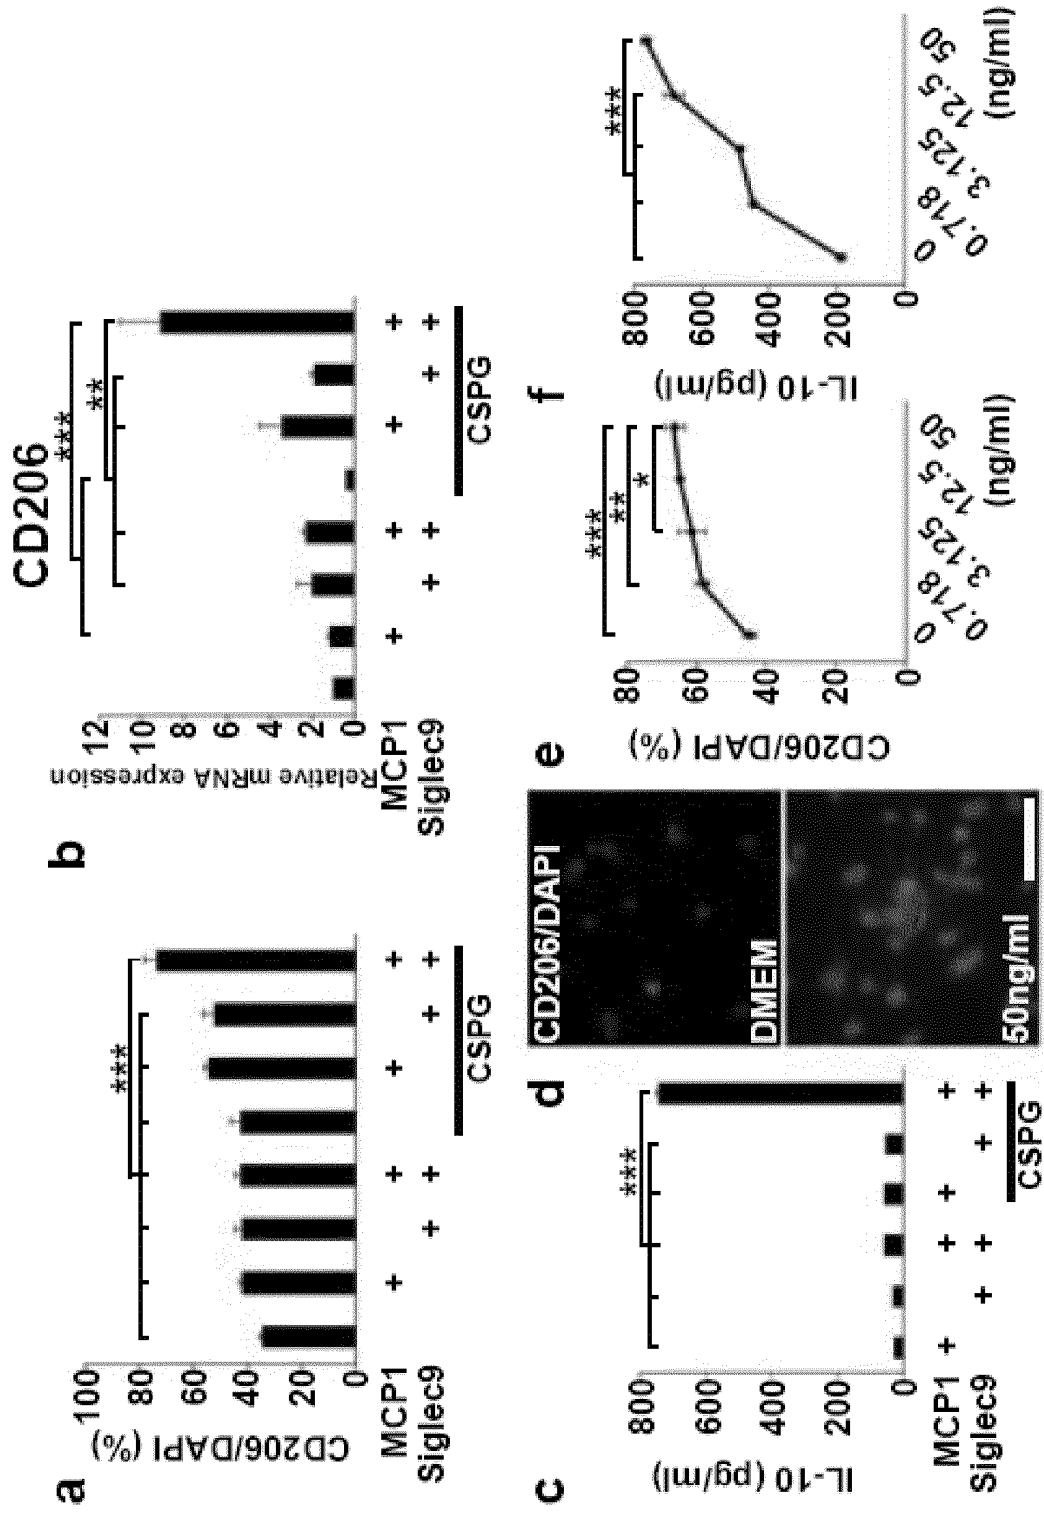 a
CD206/DAPI (%)
100
80
60
40
20
0
***
MCP1 + + + +
Siglec9 + + + +
CSPG
b
CD206
Relative mRNA expression
12
10
8
6
4
2
0
***
**
MCP1 + + + +
Siglec9 + + + +
CSPG
c
IL-10 (pg/ml)
800
600
400
200
0
***
MCP1 + + + +
Siglec9 + + + +
CSPG
d
CD206/DAPI
DMEM
50ng/ml
e
CD206/DAPI (%)
80
60
40
20
0
***
**
*
0 0.718 3.125 12.5 50
(ng/ml)
f
IL-10 (pg/ml)
800
600
400
200
0
***
0 0.718 3.125 12.5 50
(ng/ml)